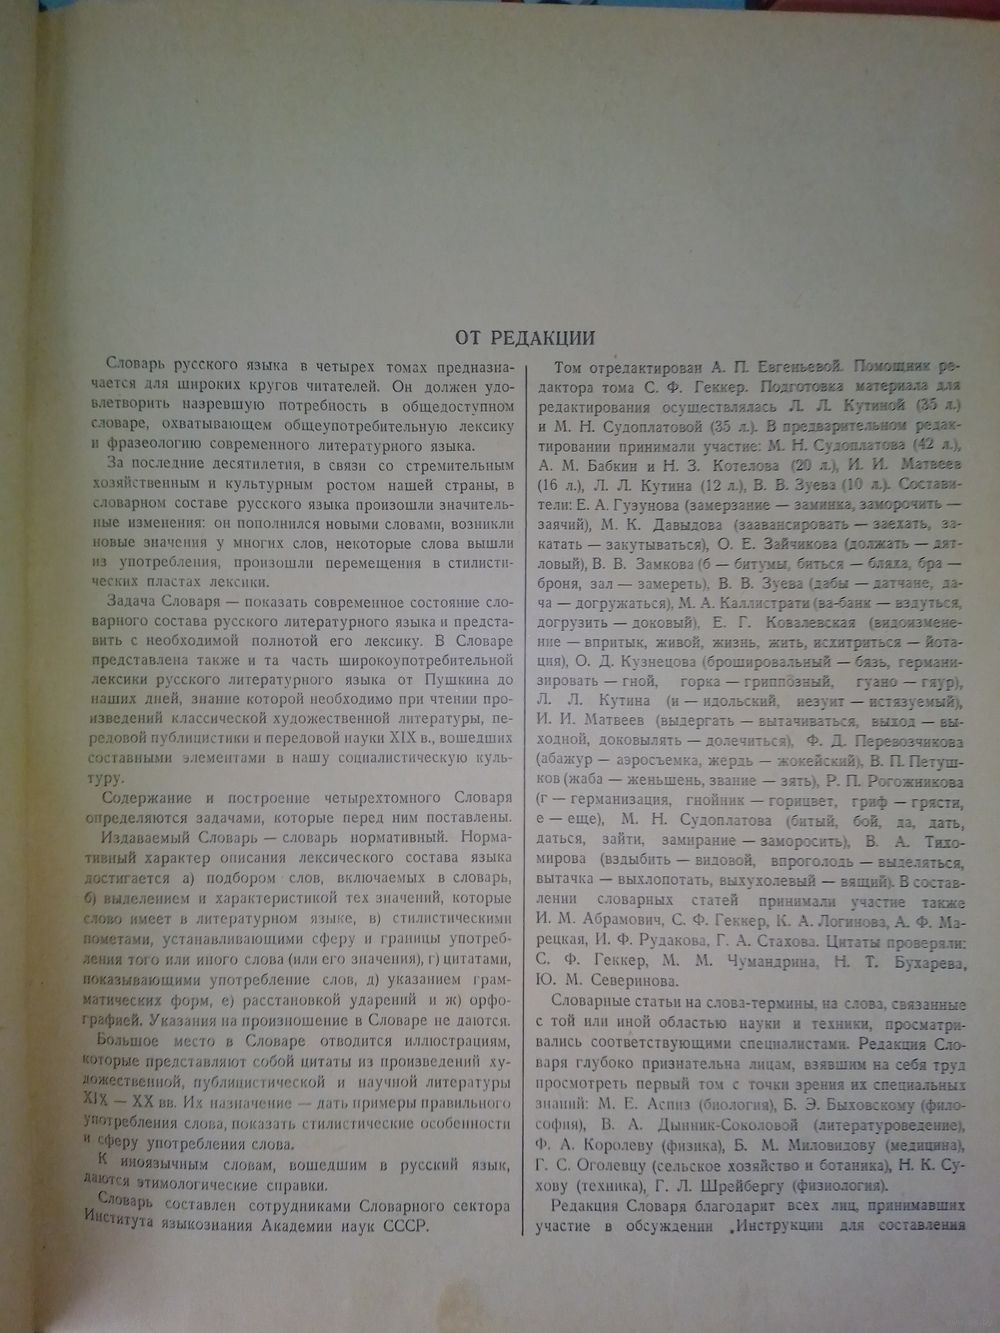 ОТ РЕДАКЦИИ
Словарь русского языка в четырех томах предназна-
чается для широких кругов читателей. Он должен удо-
влетворить назревшую потребность в общедоступном
словаре, охватывающем общеупотребительную лексику
и фразеологию современного литературного языка.
За последние десятилетия, в связи со стремительным
хозяйственным и культурным ростом нашей страны, в
словарном составе русского языка произошли значитель-
ные изменения: он пополнился новыми словами, возникли
новые значения у многих слов, некоторые слова вышли
из употребления, произошли перемещения в стилисти-
ческих пластах лексики.
Задача Словаря — показать современное состояние сло-
варного состава русского литературного языка и предста-
вить с необходимой полнотой его лексику. В Словаре
представлена также и та часть широкоупотребительной
лексики русского литературного языка от Пушкина до
наших дней, знание которой необходимо при чтении про-
изведений классической художественной литературы, пе-
редовой публицистики и передовой науки XIX в., вошедших
составными элементами в нашу социалистическую куль-
туру.
Содержание и построение четырехтомного Словаря
определяются задачами, которые перед ним поставлены.
Издаваемый Словарь — словарь нормативный. Норма-
тивный характер описания лексического состава языка
достигается а) подбором слов, включаемых в словарь,
б) выделением и характеристикой тех значений, которые
слово имеет в литературном языке, в) стилистическими
пометами, устанавливающими сферу и границы употреб-
ления того или иного слова (или его значения), г) цитатами,
показывающими употребление слов, д) указанием грам-
матических форм, е) расстановкой ударений и ж) орфо-
графией. Указания на произношение в Словаре не даются.
Большое место в Словаре отводится иллюстрациям,
которые представляют собой цитаты из произведений ху-
дожественной, публицистической и научной литературы
XIX — XX вв. Их назначение — дать примеры правильного
употребления слова, показать стилистические особенности
и сферу употребления слова.
К иноязычным словам, вошедшим в русский язык,
даются этимологические справки.
Словарь составлен сотрудниками Словарного сектора
Института языкознания Академии наук СССР.
Том отредактирован А. П. Евгеньевой. Помощник ре-
дактора тома С. Ф. Геккер. Подготовка материала для
редактирования осуществлялась Л. Л. Кутиной (35 л.)
и М. Н. Судоплатовой (35 л.). В предварительном редак-
тировании принимали участие: М. Н. Судоплатова (42 л.),
А. М. Бабкин и Н. З. Котелова (20 л.), И. И. Матвеев
(16 л.), Л. Л. Кутина (12 л.), В. В. Зуева (10 л.). Состави-
тели: Е. А. Гузунова (замерзание — заминка, заморочить —
заячий), М. К. Давыдова (заавансировать — заехать, за-
катать — закутываться), О. Е. Зайчикова (должать — дят-
ловый), В. В. Замкова (б — битумы, биться — бляха, бра —
броня, зал — замереть), В. В. Зуева (дабы — датчане, да-
ча — догружаться), М. А. Каллистрати (ва-банк — вздуться,
догрузить — доковый), Е. Г. Ковалевская (видоизмене-
ние — впритык, живой, жизнь, жить, исхитриться — йота-
ция), О. Д. Кузнецова (брошировальный — бязь, германи-
зировать — гной, горка — гриппозный, гуано — гяур),
Л. Л. Кутина (и — идольский, иезуит — истязуемый),
И. И. Матвеев (выдергать — вытачиваться, выход — вы-
ходной, доковылять — долечиться), Ф. Д. Перевозчикова
(абажур — аэросъемка, жердь — жокейский), В. П. Петуш-
ков (жаба — женьшень, звание — зять), Р. П. Рогожникова
(г — германизация, гнойник — горицвет, гриф — грясти,
е — еще), М. Н. Судоплатова (битый, бой, да, дать,
даться, зайти, замирание — заморосить), В. А. Тихо-
мирова (вздыбить — видовой, впроголодь — выделяться,
вытачка — выхлопотать, выхухолевый — вящий). В состав-
лении словарных статей принимали участие также
И. М. Абрамович, С. Ф. Геккер, К. А. Логинова, А. Ф. Ма-
рецкая, И. Ф. Рудакова, Г. А. Стахова. Цитаты проверяли:
С. Ф. Геккер, М. М. Чумандрина, Н. Т. Бухарева,
Ю. М. Северинова.
Словарные статьи на слова-термины, на слова, связанные
с той или иной областью науки и техники, просматри-
вались соответствующими специалистами. Редакция Сло-
варя глубоко признательна лицам, взявшим на себя труд
просмотреть первый том с точки зрения их специальных
знаний: М. Е. Аспиз (биология), Б. Э. Быховскому (фило-
софия), В. А. Дынник-Соколовой (литературоведение),
Ф. А. Королеву (физика), Б. М. Миловидову (медицина),
Г. С. Оголевцу (сельское хозяйство и ботаника), Н. К. Су-
хову (техника), Г. Л. Шрейбергу (физиология).
Редакция Словаря благодарит всех лиц, принимавших
участие в обсуждении „Инструкции для составления